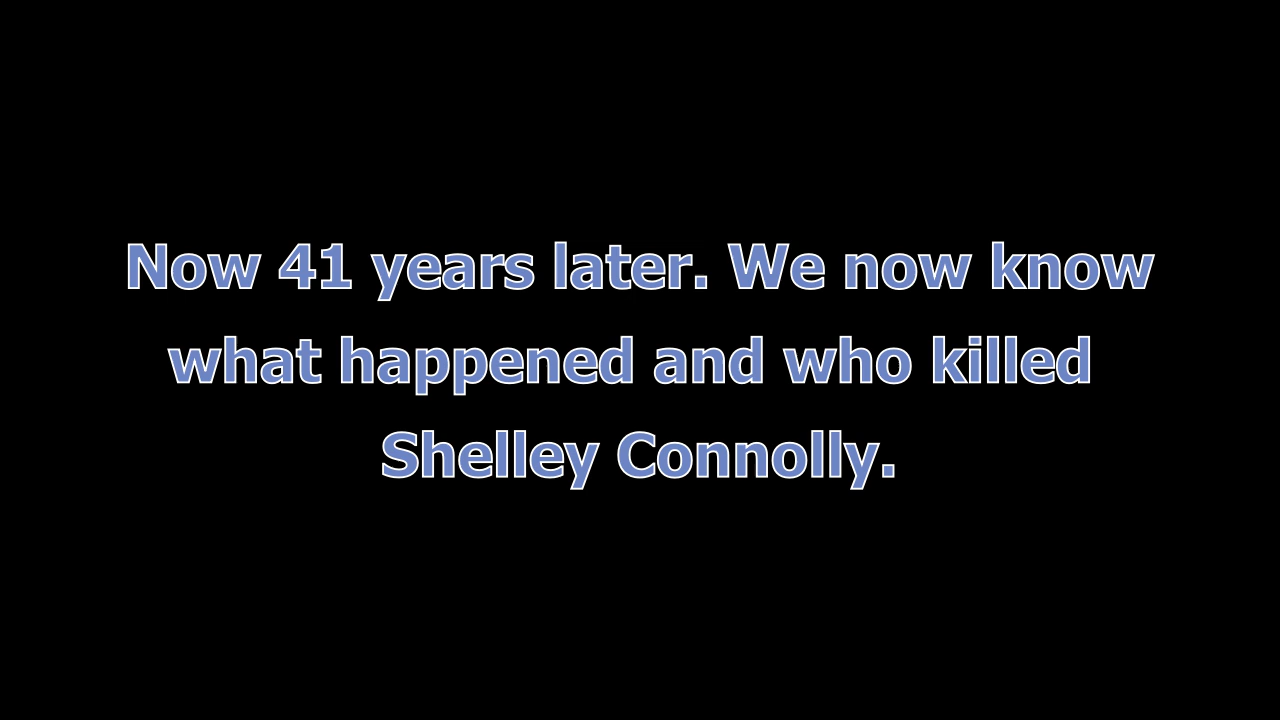 Now 41 years later. We now know
what happened and who killed
Shelley Connolly.